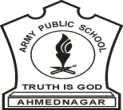 ARMY PUBLIC SCHOOL
TRUTH IS GOD
AHMEDNAGAR